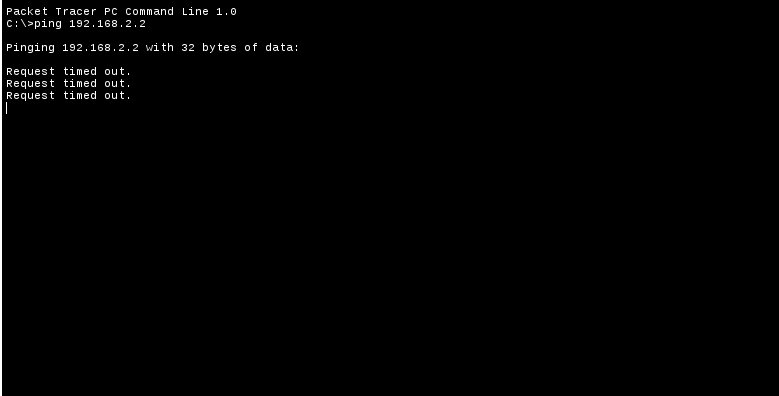 Packet Tracer PC Command Line 1.0
C:\>ping 192.168.2.2
Pinging 192.168.2.2 with 32 bytes of data:
Request timed out.
Request timed out.
Request timed out.